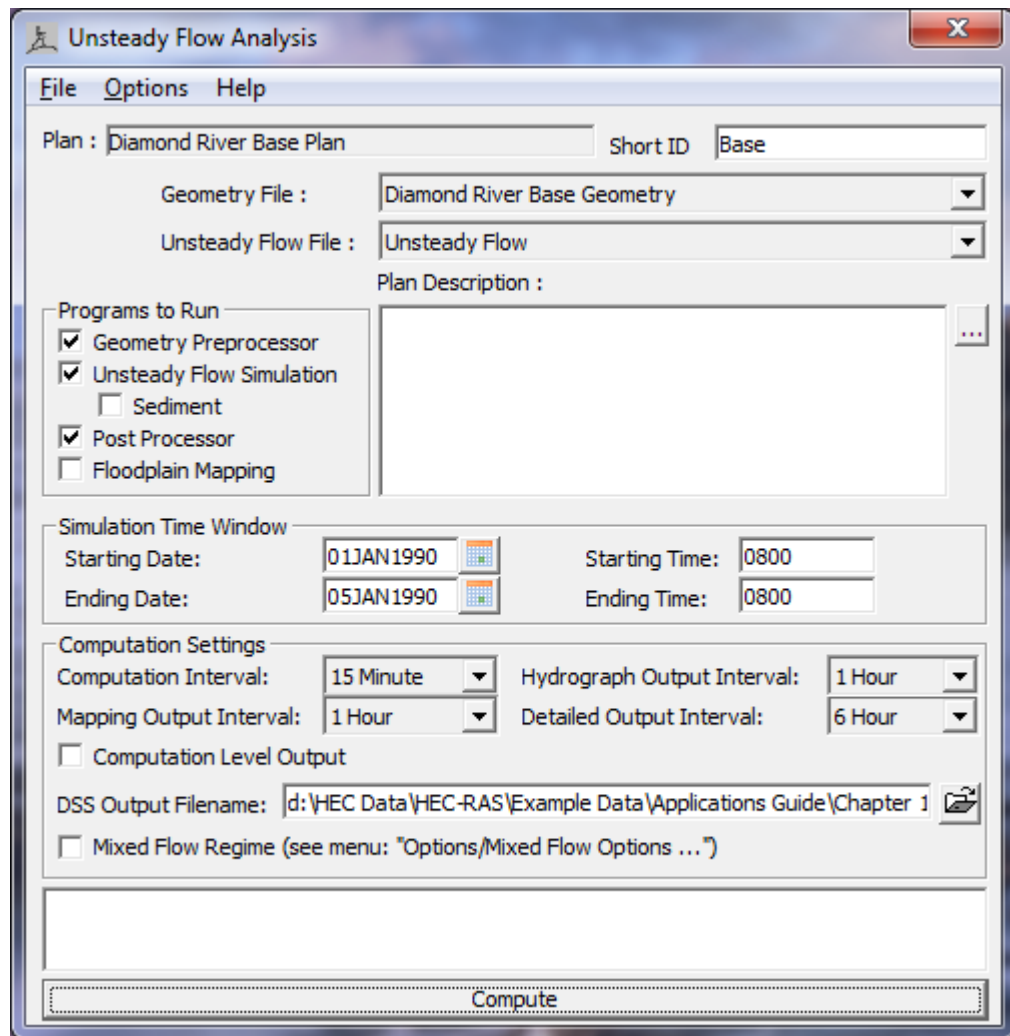 Unsteady Flow Analysis
File Options Help
Plan : Diamond River Base Plan Short ID Base
Geometry File : Diamond River Base Geometry
Unsteady Flow File : Unsteady Flow
Plan Description :
Programs to Run
Geometry Preprocessor
Unsteady Flow Simulation
Sediment
Post Processor
Floodplain Mapping
...
Simulation Time Window
Starting Date: 01JAN1990 Starting Time: 0800
Ending Date: 05JAN1990 Ending Time: 0800
Computation Settings
Computation Interval: 15 Minute Hydrograph Output Interval: 1 Hour
Mapping Output Interval: 1 Hour Detailed Output Interval: 6 Hour
Computation Level Output
DSS Output Filename: d:\HEC Data\HEC-RAS\Example Data\Applications Guide\Chapter 1
Mixed Flow Regime (see menu: "Options/Mixed Flow Options ...")
Compute